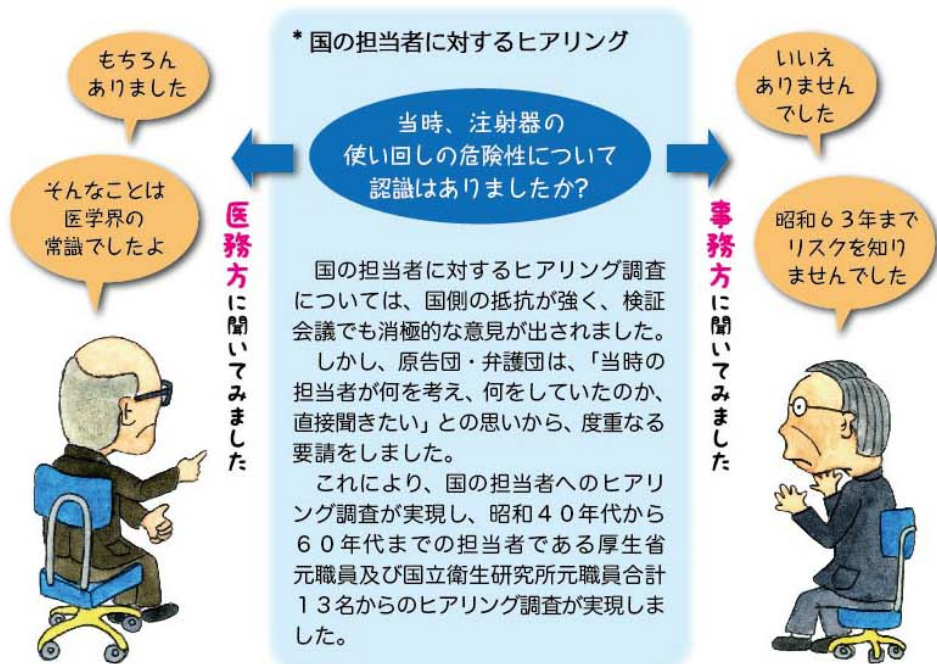 * 国の担当者に対するヒアリング
当時、注射器の
使い回しの危険性について
認識はありましたか?
医務方に聞いてみました
もちろん
ありました
そんなことは
医学界の
常識でしたよ
事務方に聞いてみました
いいえ
ありません
でした
昭和63年まで
リスクを知り
ませんでした
国の担当者に対するヒアリング調査
については、国側の抵抗が強く、検証
会議でも消極的な意見が出されました。
しかし、原告団・弁護団は、「当時の
担当者が何を考え、何をしていたのか、
直接聞きたい」との思いから、度重なる
要請をしました。
これにより、国の担当者へのヒアリ
ング調査が実現し、昭和40年代から
60年代までの担当者である厚生省
元職員及び国立衛生研究所元職員合計
13名からのヒアリング調査が実現しま
した。